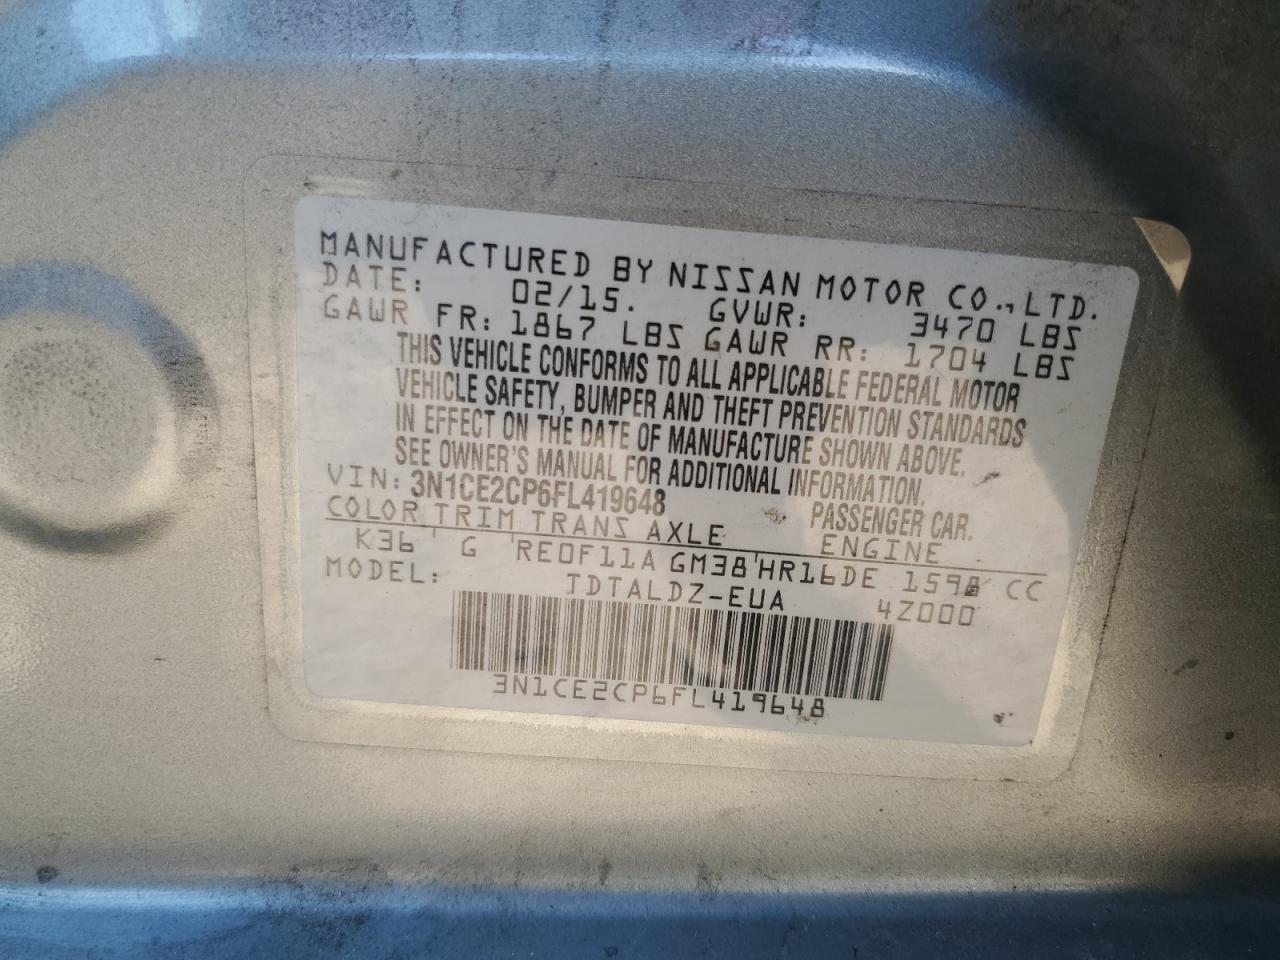 MANUFACTURED BY NISSAN MOTOR CO., LTD.
DATE: 02/15. GVWR: 3470 LBS
GAWR FR: 1867 LBS GAWR RR: 1704 LBS
THIS VEHICLE CONFORMS TO ALL APPLICABLE FEDERAL MOTOR
VEHICLE SAFETY, BUMPER AND THEFT PREVENTION STANDARDS
IN EFFECT ON THE DATE OF MANUFACTURE SHOWN ABOVE.
SEE OWNER'S MANUAL FOR ADDITIONAL INFORMATION.
VIN: 3N1CE2CP6FL419648 PASSENGER CAR.
COLOR TRIM TRANS AXLE ENGINE
K36 G RE0F11A GM38 HR16DE 1598 CC
MODEL: TDTALDZ-EUA 4Z000
3N1CE2CP6FL419648